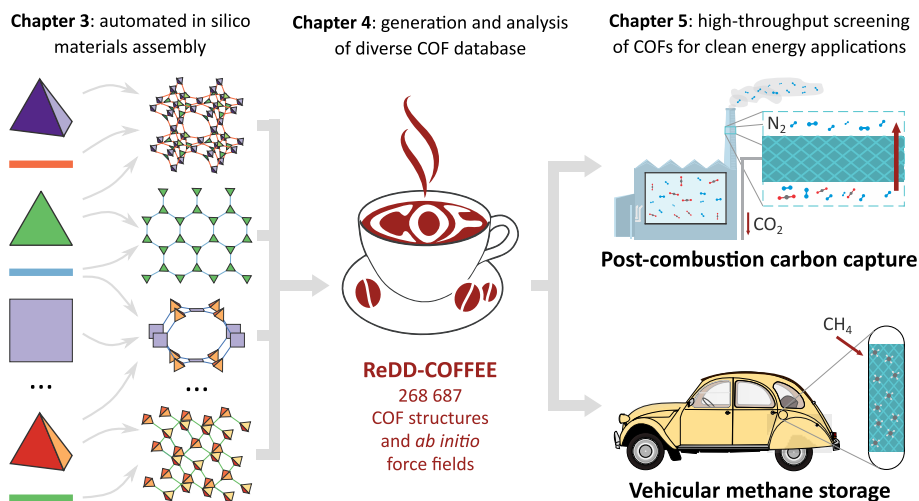 Chapter 3: automated in silico
materials assembly
Chapter 4: generation and analysis
of diverse COF database
Chapter 5: high-throughput screening
of COFs for clean energy applications
...
...
ReDD-COFFEE
268 687
COF structures
and ab initio
force fields
N₂
CO₂
Post-combustion carbon capture
CH₄
Vehicular methane storage